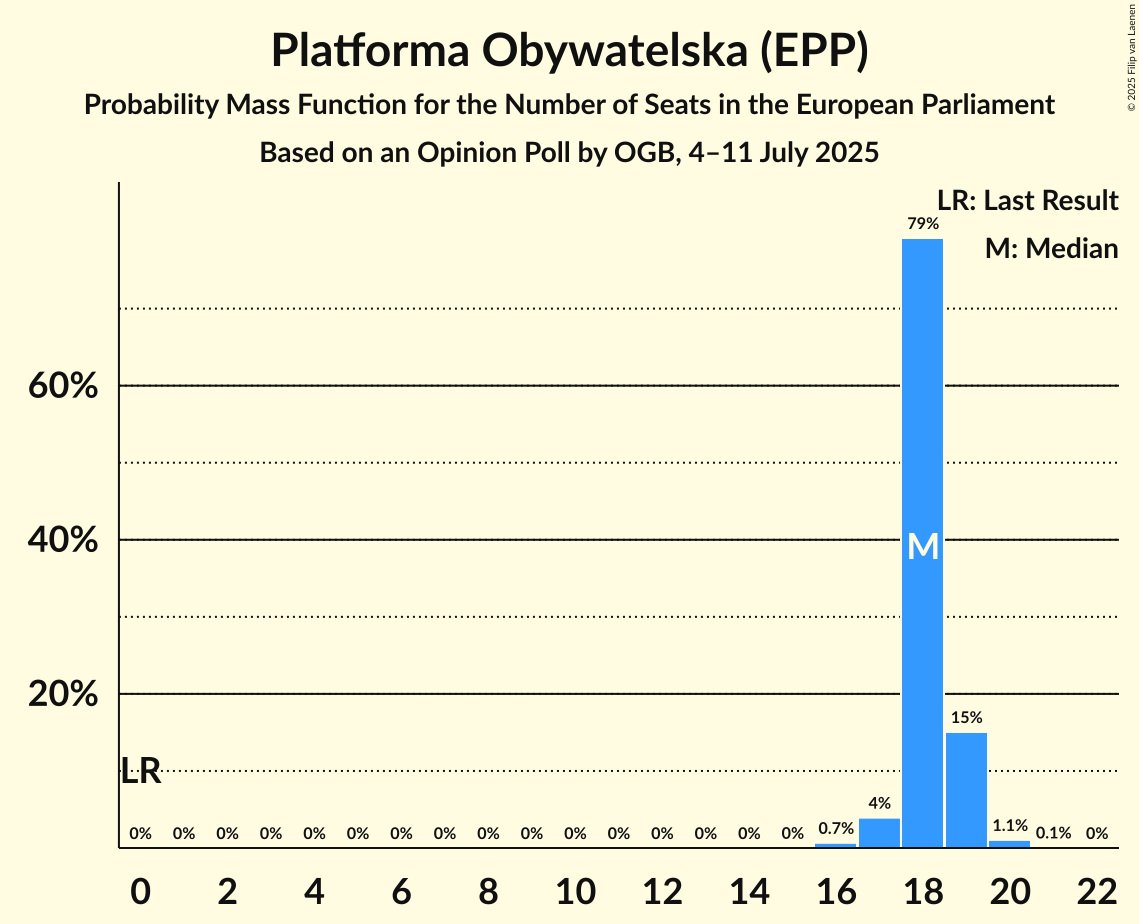 Platforma Obywatelska (EPP)
Probability Mass Function for the Number of Seats in the European Parliament
Based on an Opinion Poll by OGB, 4–11 July 2025
© 2025 Filip van Laenen
LR: Last Result
M: Median
79%
60%
40%
M
20%
15%
LR
4%
0% 0% 0% 0% 0% 0% 0% 0% 0% 0% 0% 0% 0% 0% 0% 0% 0.7% 1.1% 0.1% 0%
0 2 4 6 8 10 12 14 16 18 20 22